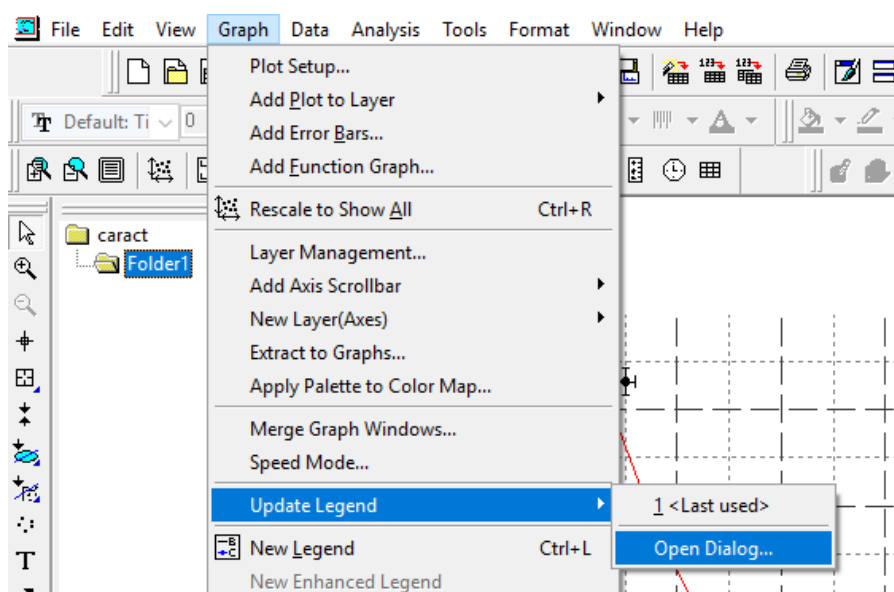 File Edit View Graph Data Analysis Tools Format Window Help
Plot Setup...
Add Plot to Layer
Default: Ti 0
Add Error Bars...
Add Function Graph...
Rescale to Show All Ctrl+R
caract
Folder1
Layer Management...
Add Axis Scrollbar
New Layer(Axes)
Extract to Graphs...
Apply Palette to Color Map...
Merge Graph Windows...
Speed Mode...
Update Legend
1 <Last used>
Open Dialog...
New Legend Ctrl+L
New Enhanced Legend
T